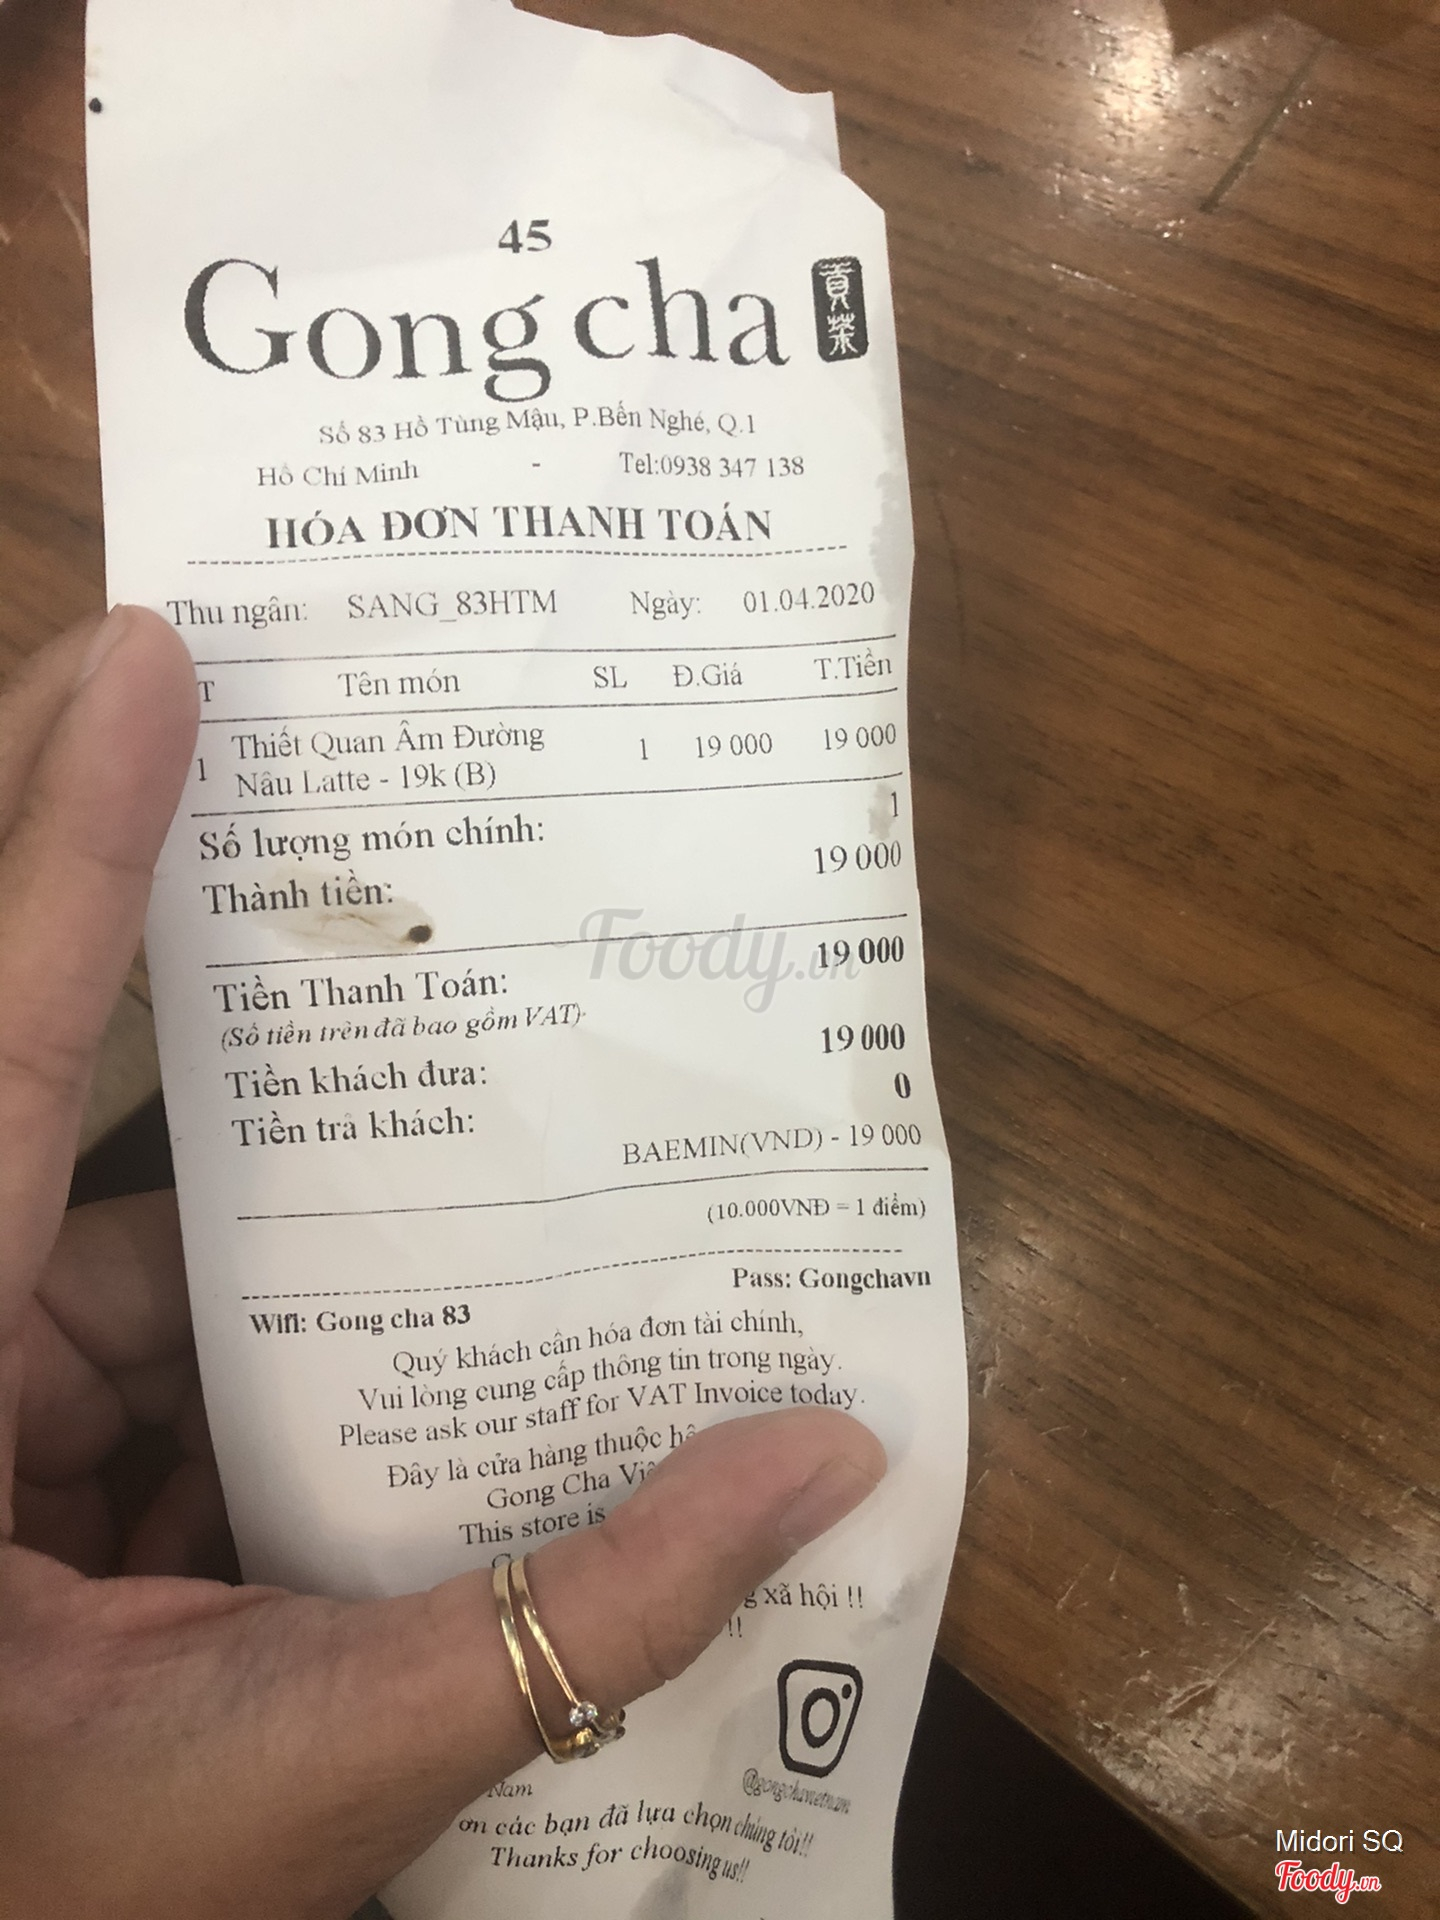 45
Gong cha 貢茶
Số 83 Hồ Tùng Mậu, P.Bến Nghé, Q.1
Hồ Chí Minh - Tel:0938 347 138
HÓA ĐƠN THANH TOÁN
Thu ngân: SANG_83HTM Ngày: 01.04.2020
T Tên món SL Đ.Giá T.Tiền
1 Thiết Quan Âm Đường 1 19 000 19 000
Nâu Latte - 19k (B)
Số lượng món chính: 1
Thành tiền: 19 000
Foody.vn
Tiền Thanh Toán: 19 000
(Số tiền trên đã bao gồm VAT)
Tiền khách đưa: 19 000
Tiền trả khách: 0
BAEMIN(VND) - 19 000
(10.000VNĐ = 1 điểm)
Wifi: Gong cha 83 Pass: Gongchavn
Quý khách cần hóa đơn tài chính,
Vui lòng cung cấp thông tin trong ngày.
Please ask our staff for VAT Invoice today.
Đây là cửa hàng thuộc
Gong Cha
This store is
xã hội !!
!!
@gongchavietnam
Nam
ơn các bạn đã lựa chọn chúng tôi!!
Thanks for choosing us!!
Midori SQ
Foody.vn